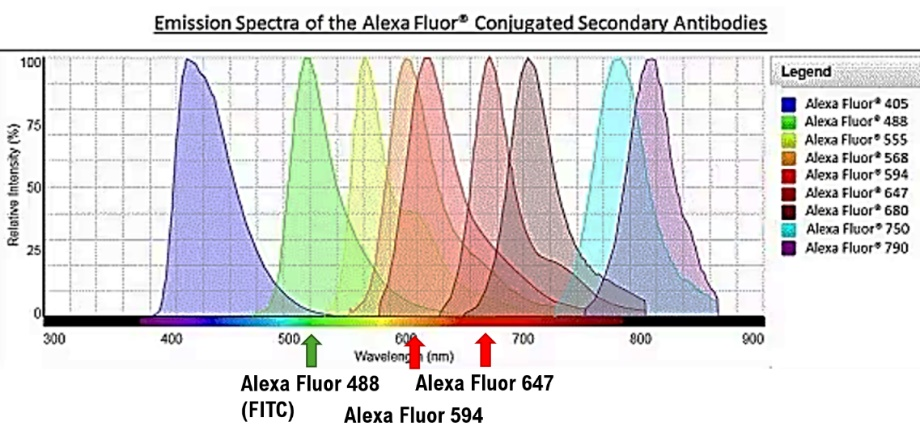 Emission Spectra of the Alexa Fluor® Conjugated Secondary Antibodies
Legend
Alexa Fluor® 405
Alexa Fluor® 488
Alexa Fluor® 555
Alexa Fluor® 568
Alexa Fluor® 594
Alexa Fluor® 647
Alexa Fluor® 680
Alexa Fluor® 750
Alexa Fluor® 790
Relative Intensity (%)
100
75
50
25
0
300 400 500 600 700 800 900
Wavelength (nm)
Alexa Fluor 488
(FITC)
Alexa Fluor 594
Alexa Fluor 647